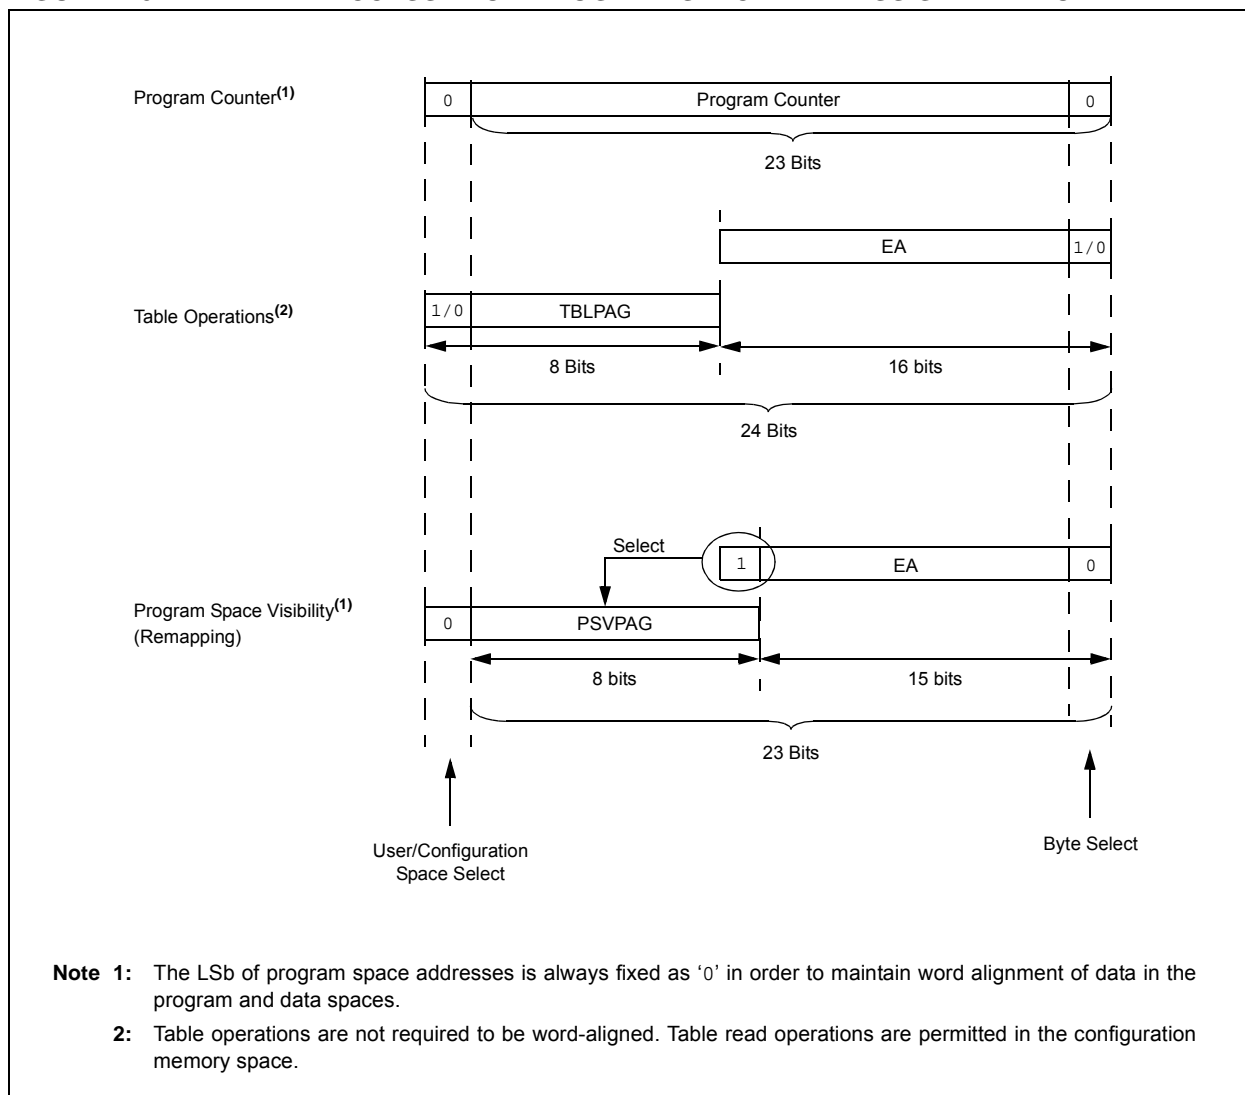 Program Counter(1)
0
Program Counter
0
23 Bits
EA
1/0
Table Operations(2)
1/0
TBLPAG
8 Bits
16 bits
24 Bits
Select
1
EA
0
Program Space Visibility(1)
(Remapping)
0
PSVPAG
8 bits
15 bits
23 Bits
User/Configuration
Space Select
Byte Select
Note 1: The LSb of program space addresses is always fixed as ‘0’ in order to maintain word alignment of data in the
program and data spaces.
2: Table operations are not required to be word-aligned. Table read operations are permitted in the configuration
memory space.